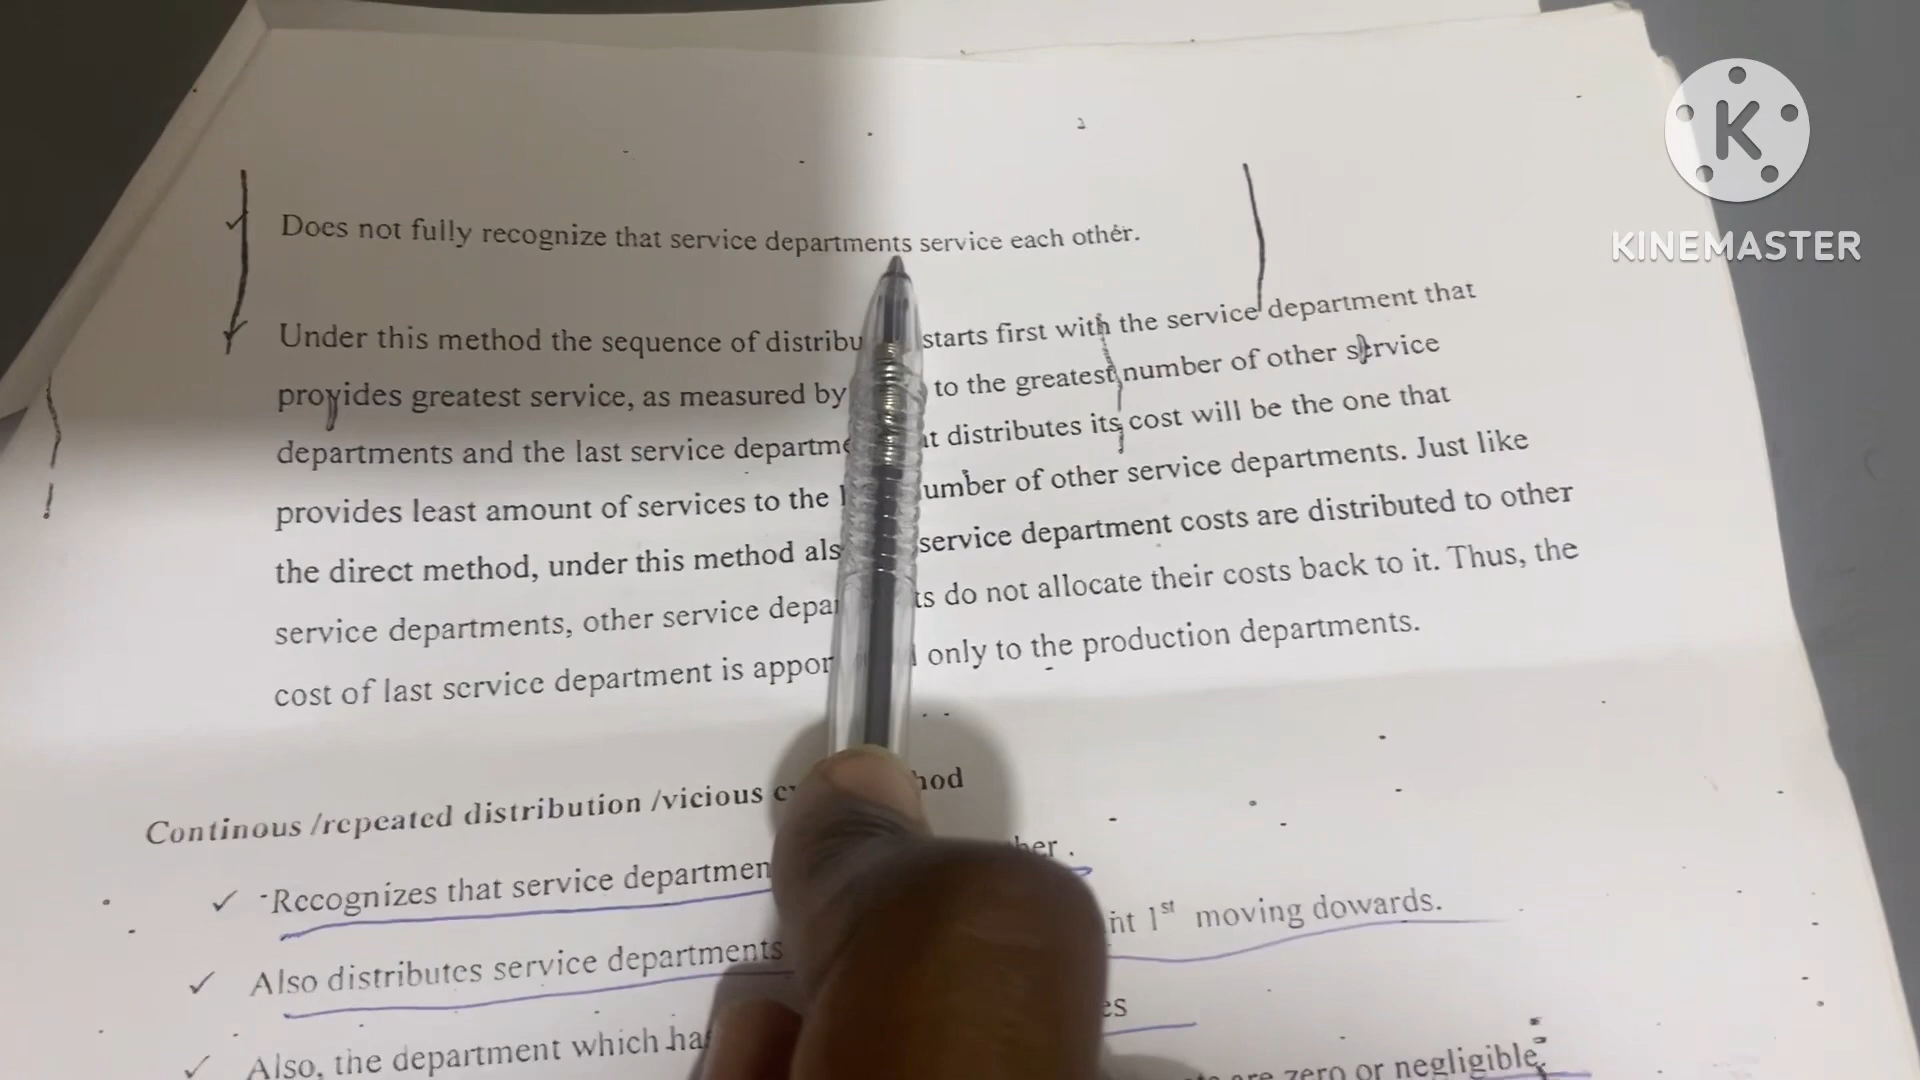 KINEMASTER
Does not fully recognize that service departments service each other.
Under this method the sequence of distribu starts first with the service department that
provides greatest service, as measured by to the greatest number of other service
departments and the last service departme distributes its cost will be the one that
provides least amount of services to the umber of other service departments. Just like
the direct method, under this method als service department costs are distributed to other
service departments, other service depar ts do not allocate their costs back to it. Thus, the
cost of last service department is appor only to the production departments.
Continous /repeated distribution /vicious hod
✓ -Recognizes that service departmen her .
✓ Also distributes service departments nt 1st moving dowards.
✓ Also, the department which ha es
are zero or negligible.